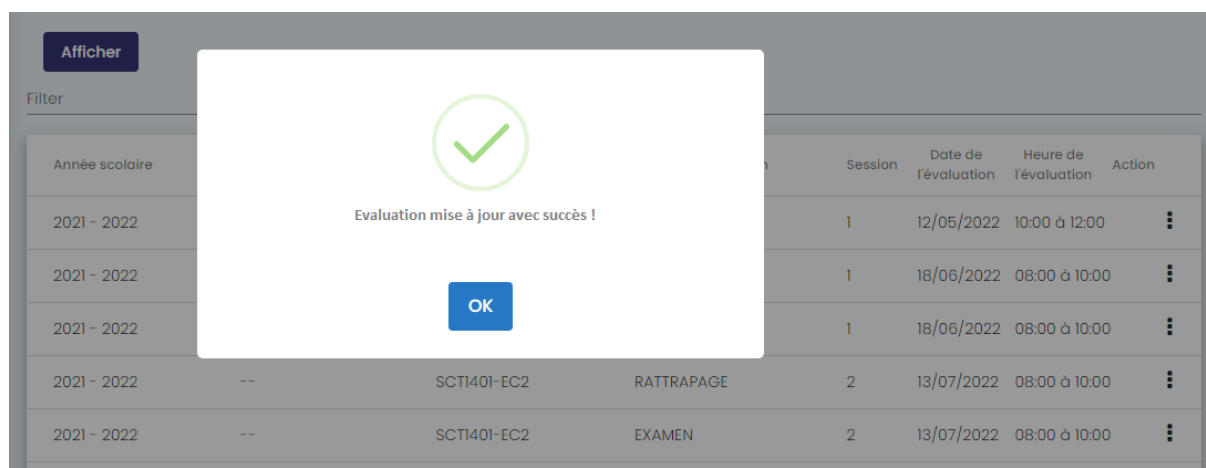 Afficher
Filter
Evaluation mise à jour avec succès !
OK
Année scolaire Session Date de l'évaluation Heure de l'évaluation Action
2021 - 2022 1 12/05/2022 10:00 à 12:00
2021 - 2022 1 18/06/2022 08:00 à 10:00
2021 - 2022 1 18/06/2022 08:00 à 10:00
2021 - 2022 -- SCT1401-EC2 RATTRAPAGE 2 13/07/2022 08:00 à 10:00
2021 - 2022 -- SCT1401-EC2 EXAMEN 2 13/07/2022 08:00 à 10:00